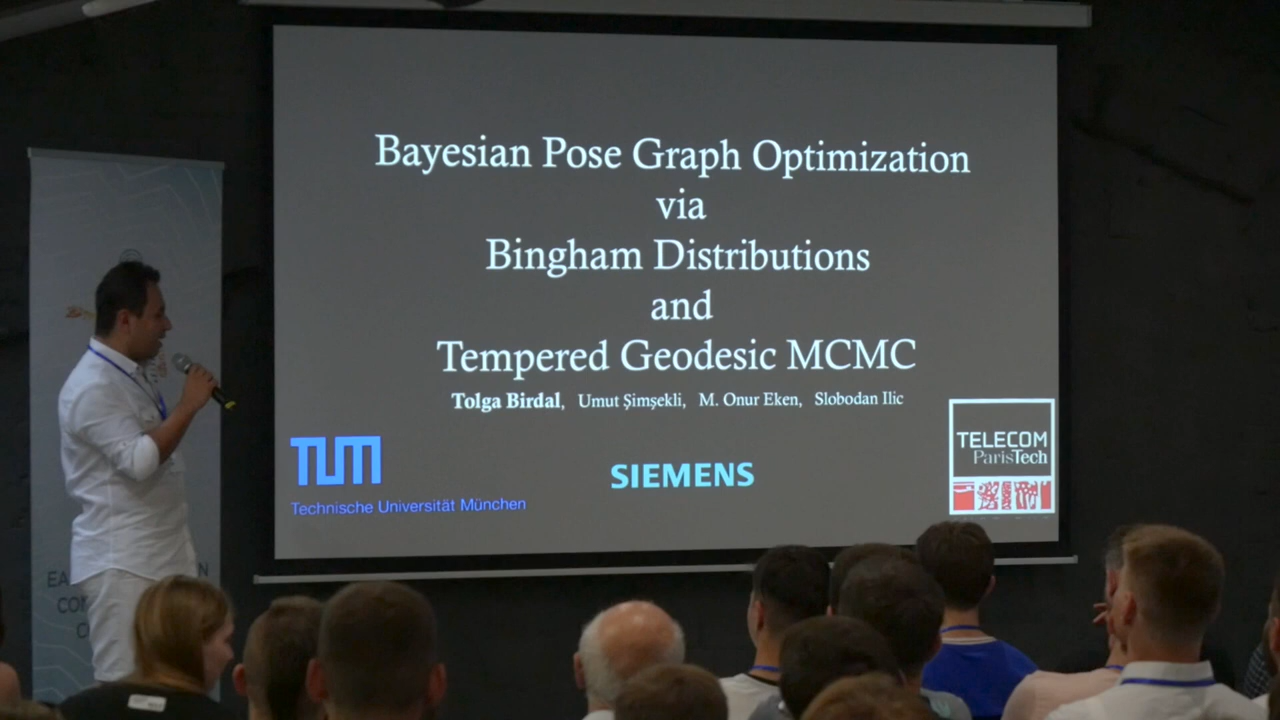 Bayesian Pose Graph Optimization
via
Bingham Distributions
and
Tempered Geodesic MCMC
Tolga Birdal, Umut Şimşekli, M. Onur Eken, Slobodan Ilic
TUM
Technische Universität München
SIEMENS
TELECOM
ParisTech